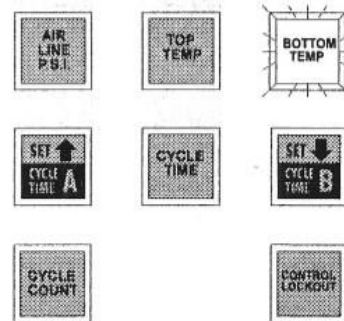 AIR
LINE
P.S.I.
TOP
TEMP
BOTTOM
TEMP
SET
CYCLE
TIME A
CYCLE
TIME
SET
CYCLE
TIME B
CYCLE
COUNT
CONTROL
LOCKOUT